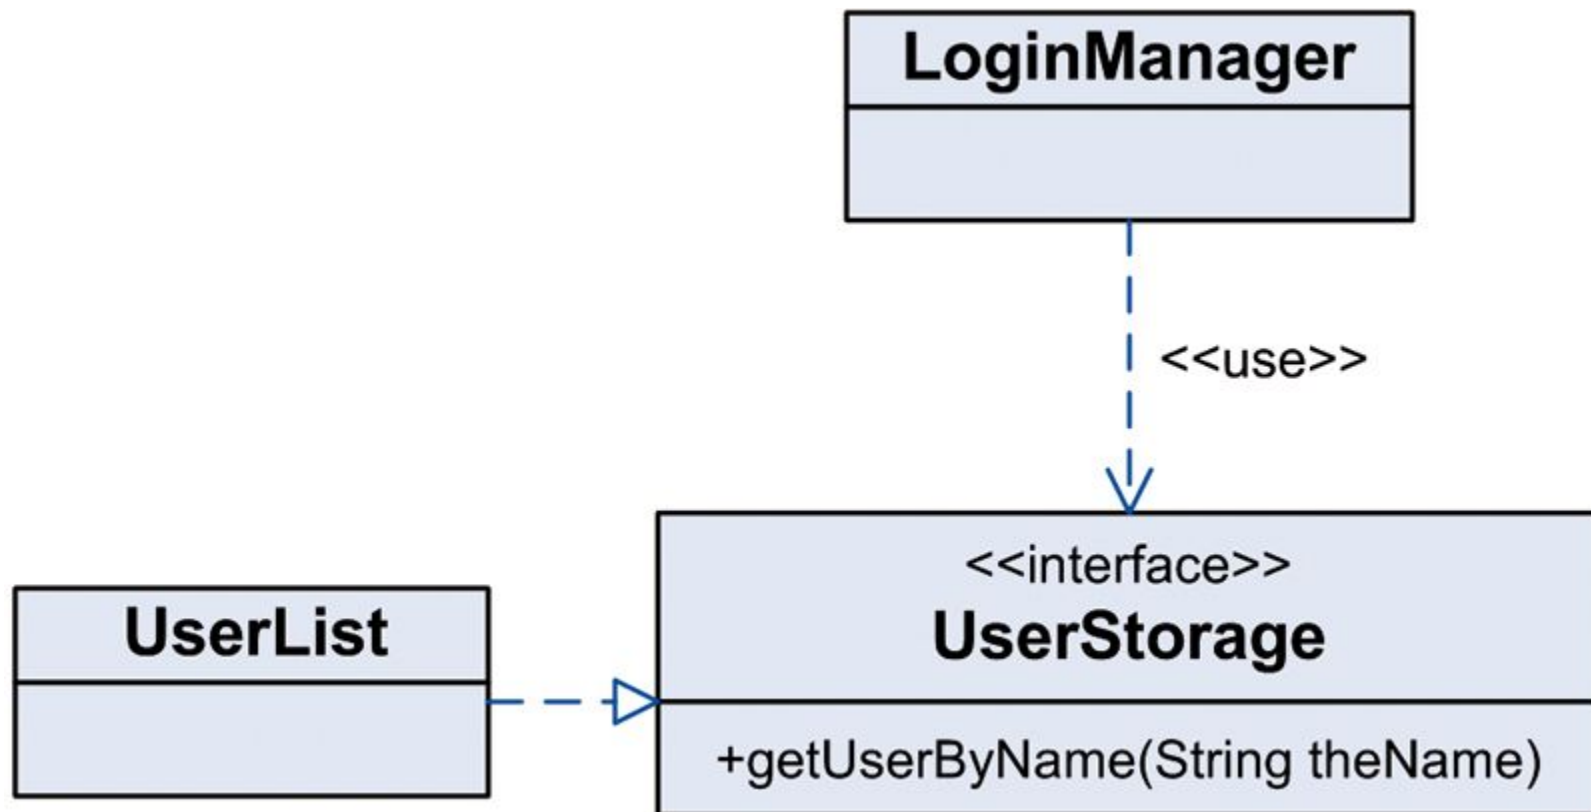 LoginManager
<<use>>
<<interface>>
UserStorage
UserList
+getUserByName(String theName)